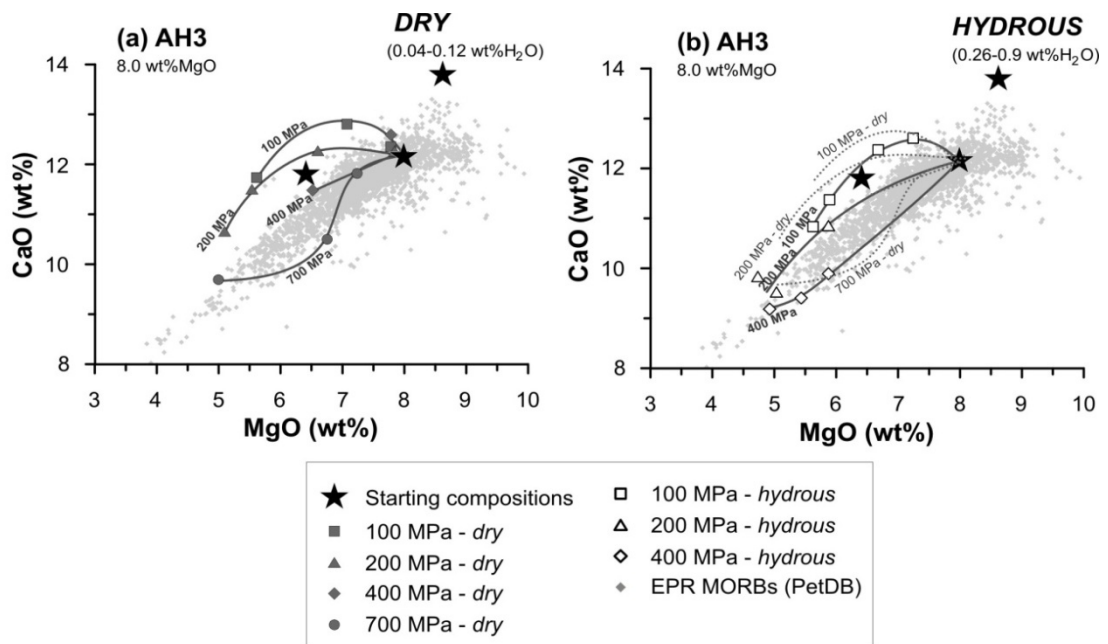 (a) AH3
8.0 wt%MgO
DRY
(0.04-0.12 wt%H₂O)
14
12
10
8
CaO (wt%)
100 MPa
200 MPa
400 MPa
700 MPa
3 4 5 6 7 8 9 10
MgO (wt%)
(b) AH3
8.0 wt%MgO
HYDROUS
(0.26-0.9 wt%H₂O)
14
12
10
8
CaO (wt%)
100 MPa - dry
200 MPa - dry
100 MPa
200 MPa
400 MPa
700 MPa - dry
3 4 5 6 7 8 9 10
MgO (wt%)
Starting compositions
100 MPa - dry
200 MPa - dry
400 MPa - dry
700 MPa - dry
100 MPa - hydrous
200 MPa - hydrous
400 MPa - hydrous
EPR MORBs (PetDB)